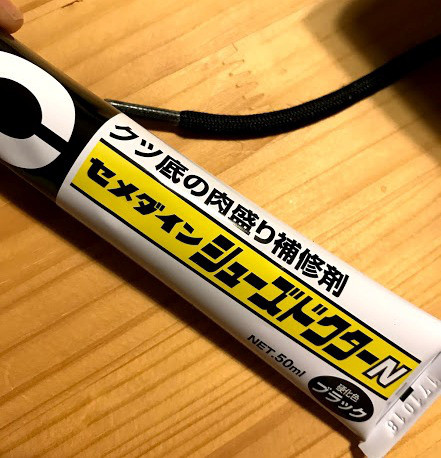 クツ底の肉盛り補修剤
セメダインシューズドクターN
NET.50ml
硬化色
ブラック